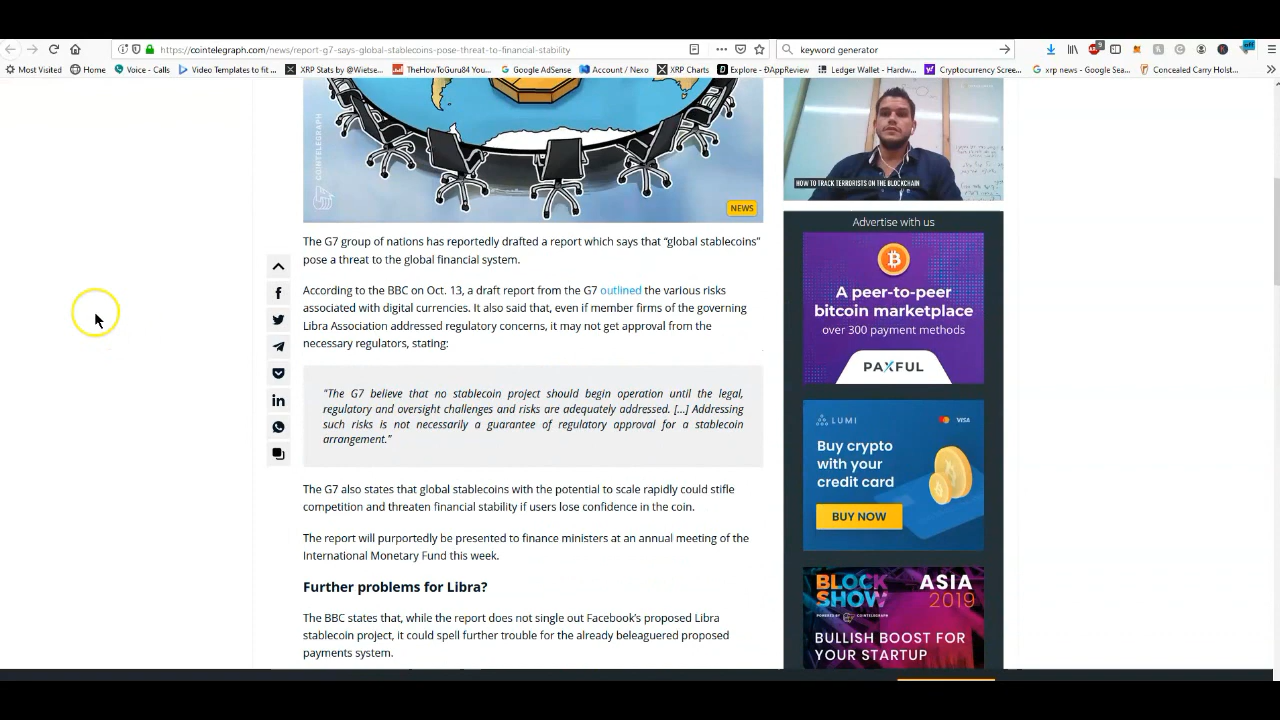 https://cointelegraph.com/news/report-g7-says-global-stablecoins-pose-threat-to-financial-stability
keyword generator
9
off
Most Visited
Home
Voice - Calls
Video Templates to fit ...
XRP Stats by @Wietse...
TheHowToGuru84 You...
Google AdSense
Account / Nexo
XRP Charts
Explore - ÐAppReview
Ledger Wallet - Hardw...
Cryptocurrency Scree...
xrp news - Google Sea...
Concealed Carry Holst...
COINTELEGRAPH
NEWS
HOW TO TRACK TERRORISTS ON THE BLOCKCHAIN
The G7 group of nations has reportedly drafted a report which says that “global stablecoins”
pose a threat to the global financial system.
According to the BBC on Oct. 13, a draft report from the G7 outlined the various risks
associated with digital currencies. It also said that, even if member firms of the governing
Libra Association addressed regulatory concerns, it may not get approval from the
necessary regulators, stating:
“The G7 believe that no stablecoin project should begin operation until the legal,
regulatory and oversight challenges and risks are adequately addressed. [...] Addressing
such risks is not necessarily a guarantee of regulatory approval for a stablecoin
arrangement.”
The G7 also states that global stablecoins with the potential to scale rapidly could stifle
competition and threaten financial stability if users lose confidence in the coin.
The report will purportedly be presented to finance ministers at an annual meeting of the
International Monetary Fund this week.
Further problems for Libra?
The BBC states that, while the report does not single out Facebook’s proposed Libra
stablecoin project, it could spell further trouble for the already beleaguered proposed
payments system.
Advertise with us
A peer-to-peer
bitcoin marketplace
over 300 payment methods
PAXFUL
LUMI
VISA
Buy crypto
with your
credit card
BUY NOW
BLOCK
SHOW
POWERED BY COINTELEGRAPH
ASIA
2019
BULLISH BOOST FOR
YOUR STARTUP